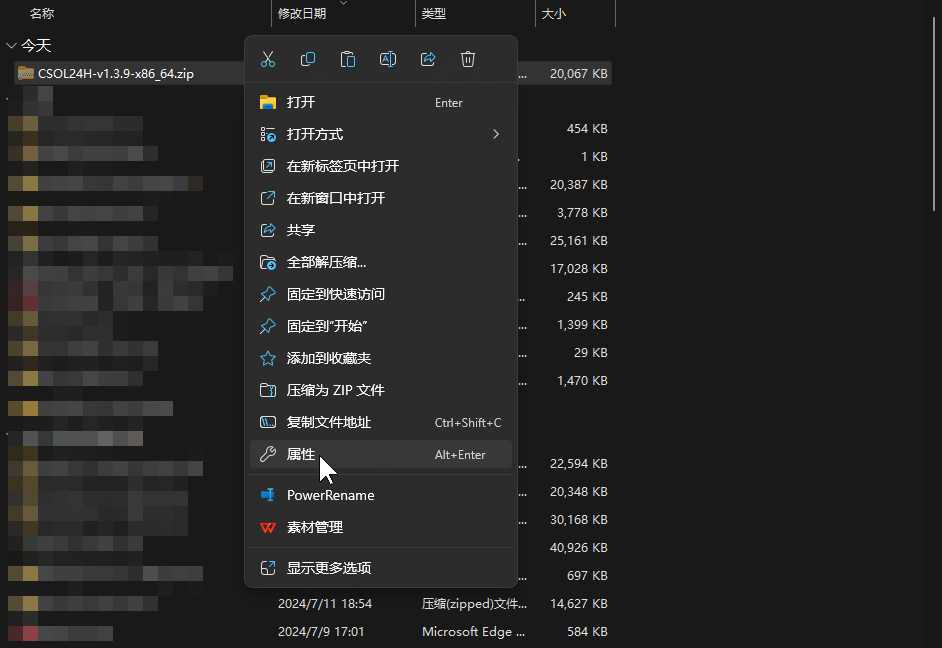 名称 修改日期 类型 大小
今天
CSOL24H-v1.3.9-x86_64.zip ... 20,067 KB
打开 Enter
454 KB
打开方式
1 KB
在新标签页中打开
... 20,387 KB
在新窗口中打开
... 3,778 KB
共享
... 25,161 KB
全部解压缩...
17,028 KB
固定到快速访问
... 245 KB
固定到"开始"
... 1,399 KB
添加到收藏夹
... 29 KB
压缩为 ZIP 文件
... 1,470 KB
复制文件地址 Ctrl+Shift+C
属性 Alt+Enter
... 22,594 KB
PowerRename
... 20,348 KB
素材管理
... 30,168 KB
40,926 KB
显示更多选项
... 697 KB
2024/7/11 18:54 压缩(zipped)文件... 14,627 KB
2024/7/9 17:01 Microsoft Edge ... 584 KB